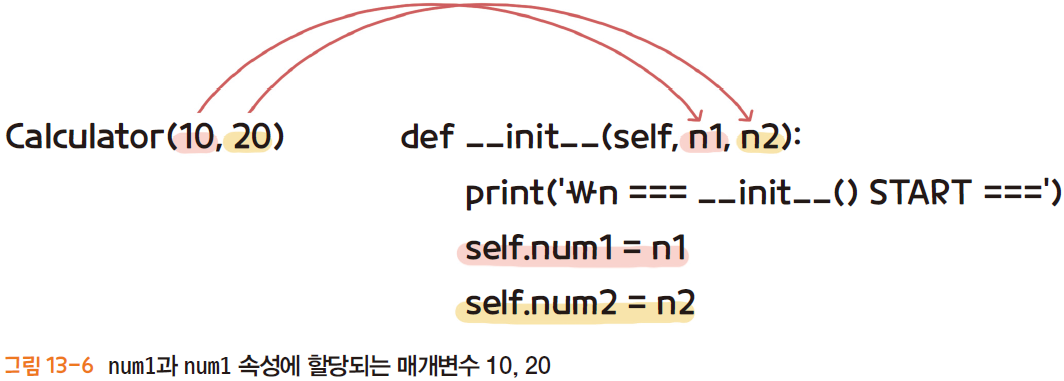 Calculator(10, 20)
def __init__(self, n1, n2):
print('₩n === __init__() START ===')
self.num1 = n1
self.num2 = n2
그림 13-6 num1과 num1 속성에 할당되는 매개변수 10, 20